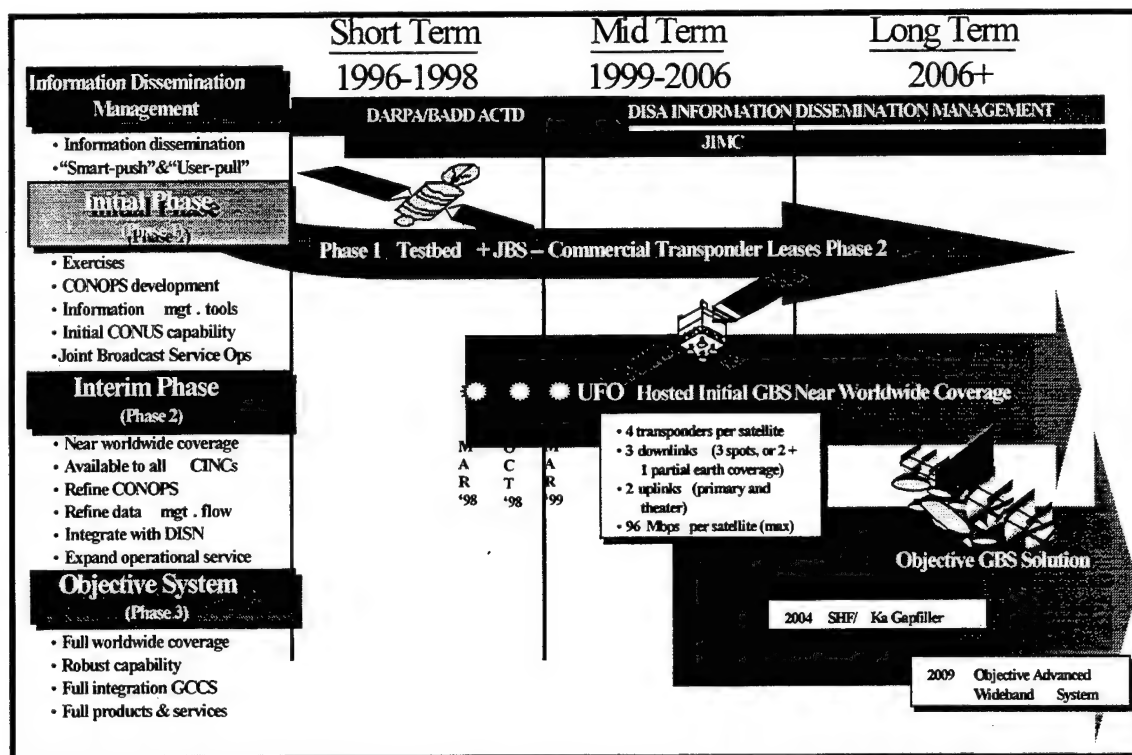 Short Term
1996-1998
Mid Term
1999-2006
Long Term
2006+
Information Dissemination
Management
• Information dissemination
•“Smart-push”&“User-pull”
DARPA/BADD ACTD
DISA INFORMATION DISSEMINATION MANAGEMENT
JIMC
Initial Phase
• Exercises
• CONOPS development
• Information mgt . tools
• Initial CONUS capability
•Joint Broadcast Service Ops
Phase 1 Testbed + JBS – Commercial Transponder Leases Phase 2
Interim Phase
(Phase 2)
• Near worldwide coverage
• Available to all CINCs
• Refine CONOPS
• Refine data mgt . flow
• Integrate with DISN
• Expand operational service
UFO Hosted Initial GBS Near Worldwide Coverage
MAR
‘98
OCT
‘98
MAR
‘99
• 4 transponders per satellite
• 3 downlinks (3 spots, or 2 +
1 partial earth coverage)
• 2 uplinks (primary and
theater)
• 96 Mbps per satellite (max)
Objective System
(Phase 3)
• Full worldwide coverage
• Robust capability
• Full integration GCCS
• Full products & services
Objective GBS Solution
2004 SHF/ Ka Gapfiller
2009 Objective Advanced
Wideband System